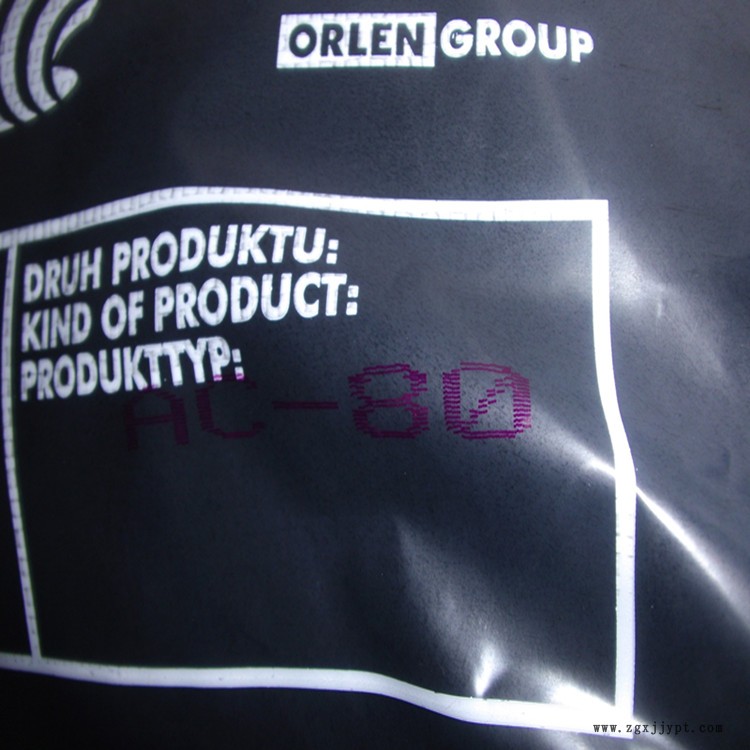 ORLEN GROUP
DRUH PRODUKTU:
KIND OF PRODUCT:
PRODUKTTYP:
AC-80
www.zgxjjypt.com